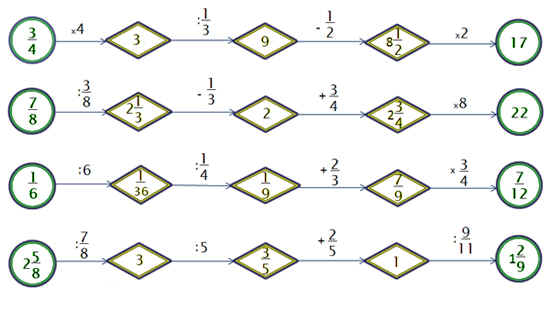 3/4 ×4 3 :1/3 9 - 1/2 8 1/2 ×2 17
7/8 :3/8 2 1/3 - 1/3 2 + 3/4 2 3/4 ×8 22
1/6 :6 1/36 :1/4 1/9 + 2/3 7/9 × 3/4 7/12
2 5/8 :7/8 3 :5 3/5 + 2/5 1 :9/11 1 2/9